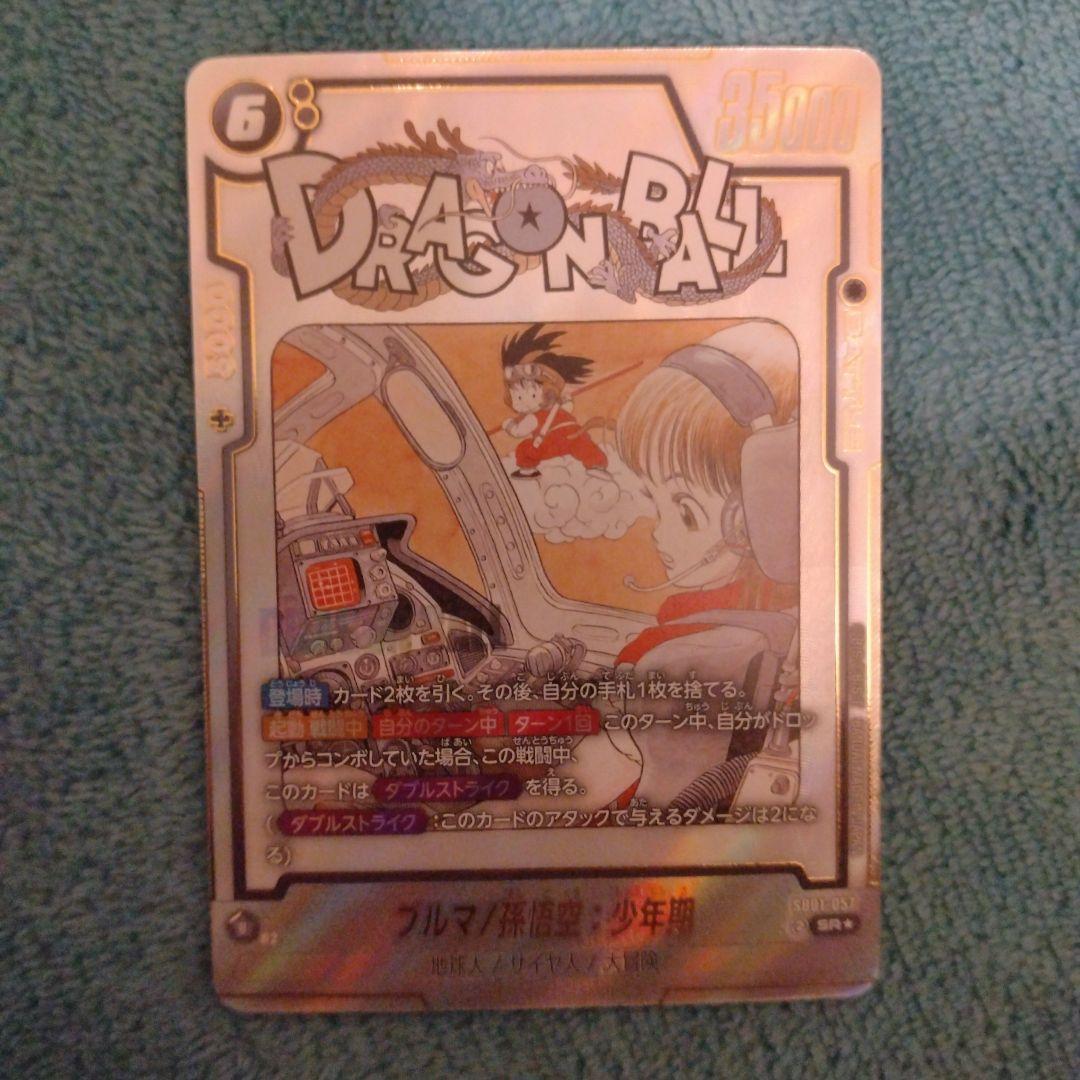 6
35000
DRAGON BALL
BATTLE
登場時 カード2枚を引く。その後、自分の手札1枚を捨てる。
起動 戦闘中 自分のターン中 ターン1回 このターン中、自分がドロッ
プからコンボしていた場合、この戦闘中、
このカードは ダブルストライク を得る。
( ダブルストライク :このカードのアタックで与えるダメージは2にな
る)
ブルマ/孫悟空:少年期
地球人 / サイヤ人 / 大冒険
SB01-057
SR★